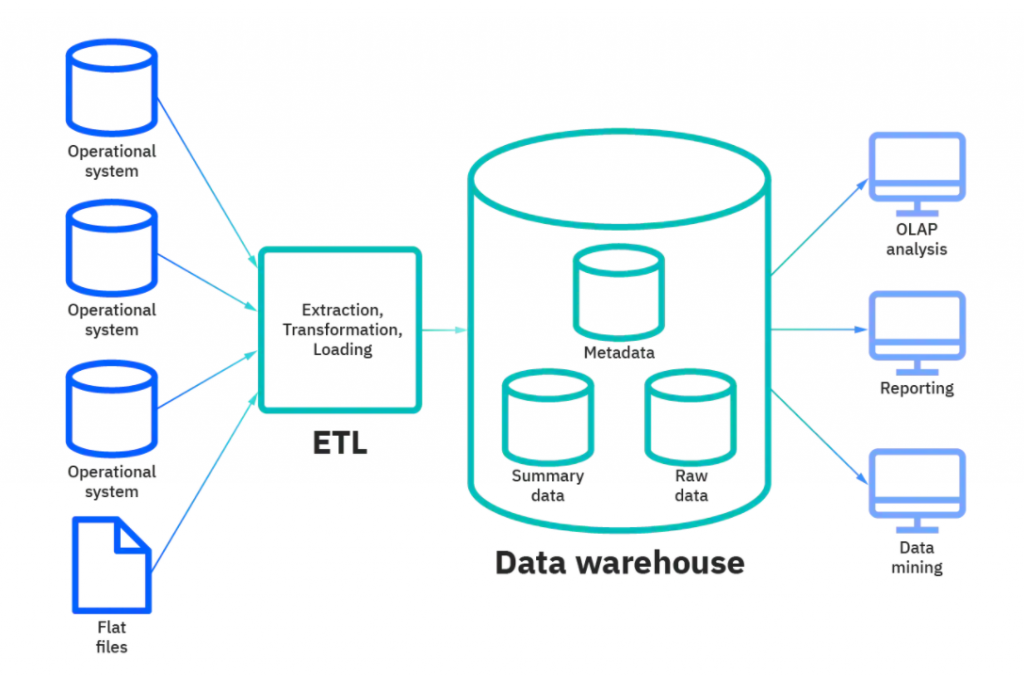 Operational
system
Operational
system
Operational
system
Flat
files
Extraction,
Transformation,
Loading
ETL
Metadata
Summary
data
Raw
data
Data warehouse
OLAP
analysis
Reporting
Data
mining